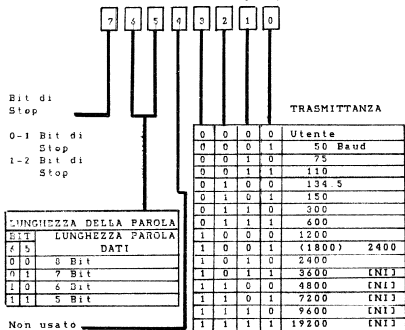 7 6 5 4 3 2 1 0
Bit di
Stop
0-1 Bit di
Stop
1-2 Bit di
Stop
TRASMITTANZA
0 0 0 0 Utente
0 0 0 1 50 Baud
0 0 1 0 75
0 0 1 1 110
0 1 0 0 134.5
0 1 0 1 150
0 1 1 0 300
0 1 1 1 600
1 0 0 0 1200
1 0 0 1 (1800) 2400
1 0 1 0 2400
1 0 1 1 3600 [NI]
1 1 0 0 4800 [NI]
1 1 0 1 7200 [NI]
1 1 1 0 9600 [NI]
1 1 1 1 19200 [NI]
LUNGHEZZA DELLA PAROLA
BIT LUNGHEZZA PAROLA
6 5 DATI
0 0 8 Bit
0 1 7 Bit
1 0 6 Bit
1 1 5 Bit
Non usato